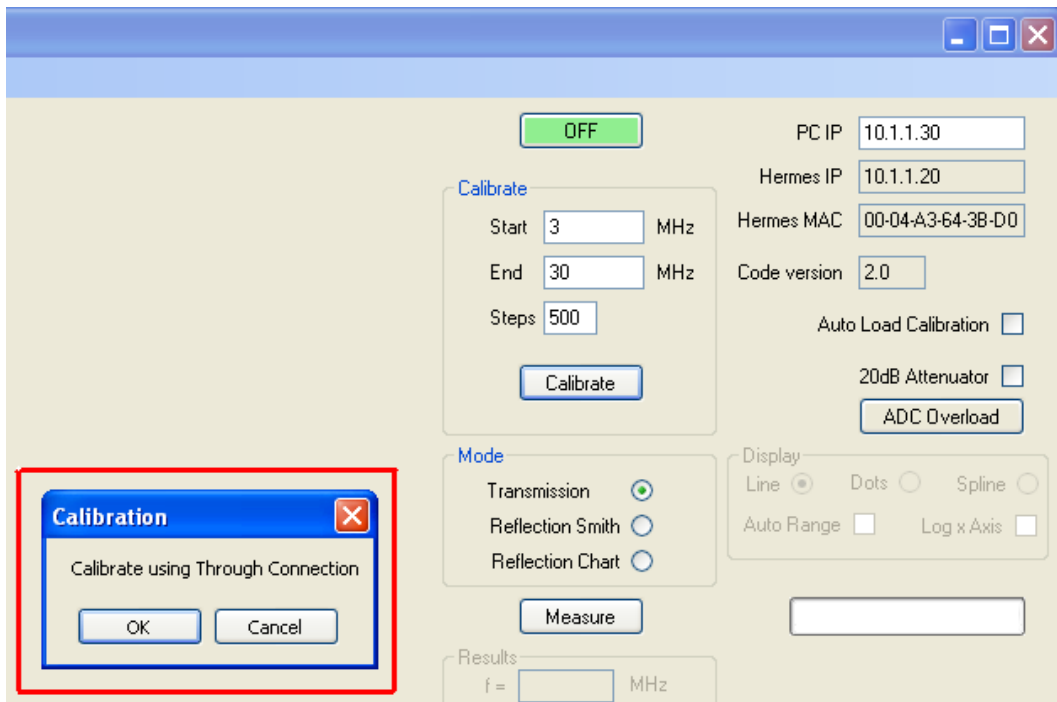 OFF
PC IP 10.1.1.30
Hermes IP 10.1.1.20
Hermes MAC 00-04-A3-64-3B-D0
Code version 2.0
Auto Load Calibration
20dB Attenuator
ADC Overload
Calibrate
Start 3 MHz
End 30 MHz
Steps 500
Calibrate
Mode
Transmission
Reflection Smith
Reflection Chart
Display
Line Dots Spline
Auto Range Log x Axis
Measure
Results
f = MHz
Calibration
Calibrate using Through Connection
OK Cancel